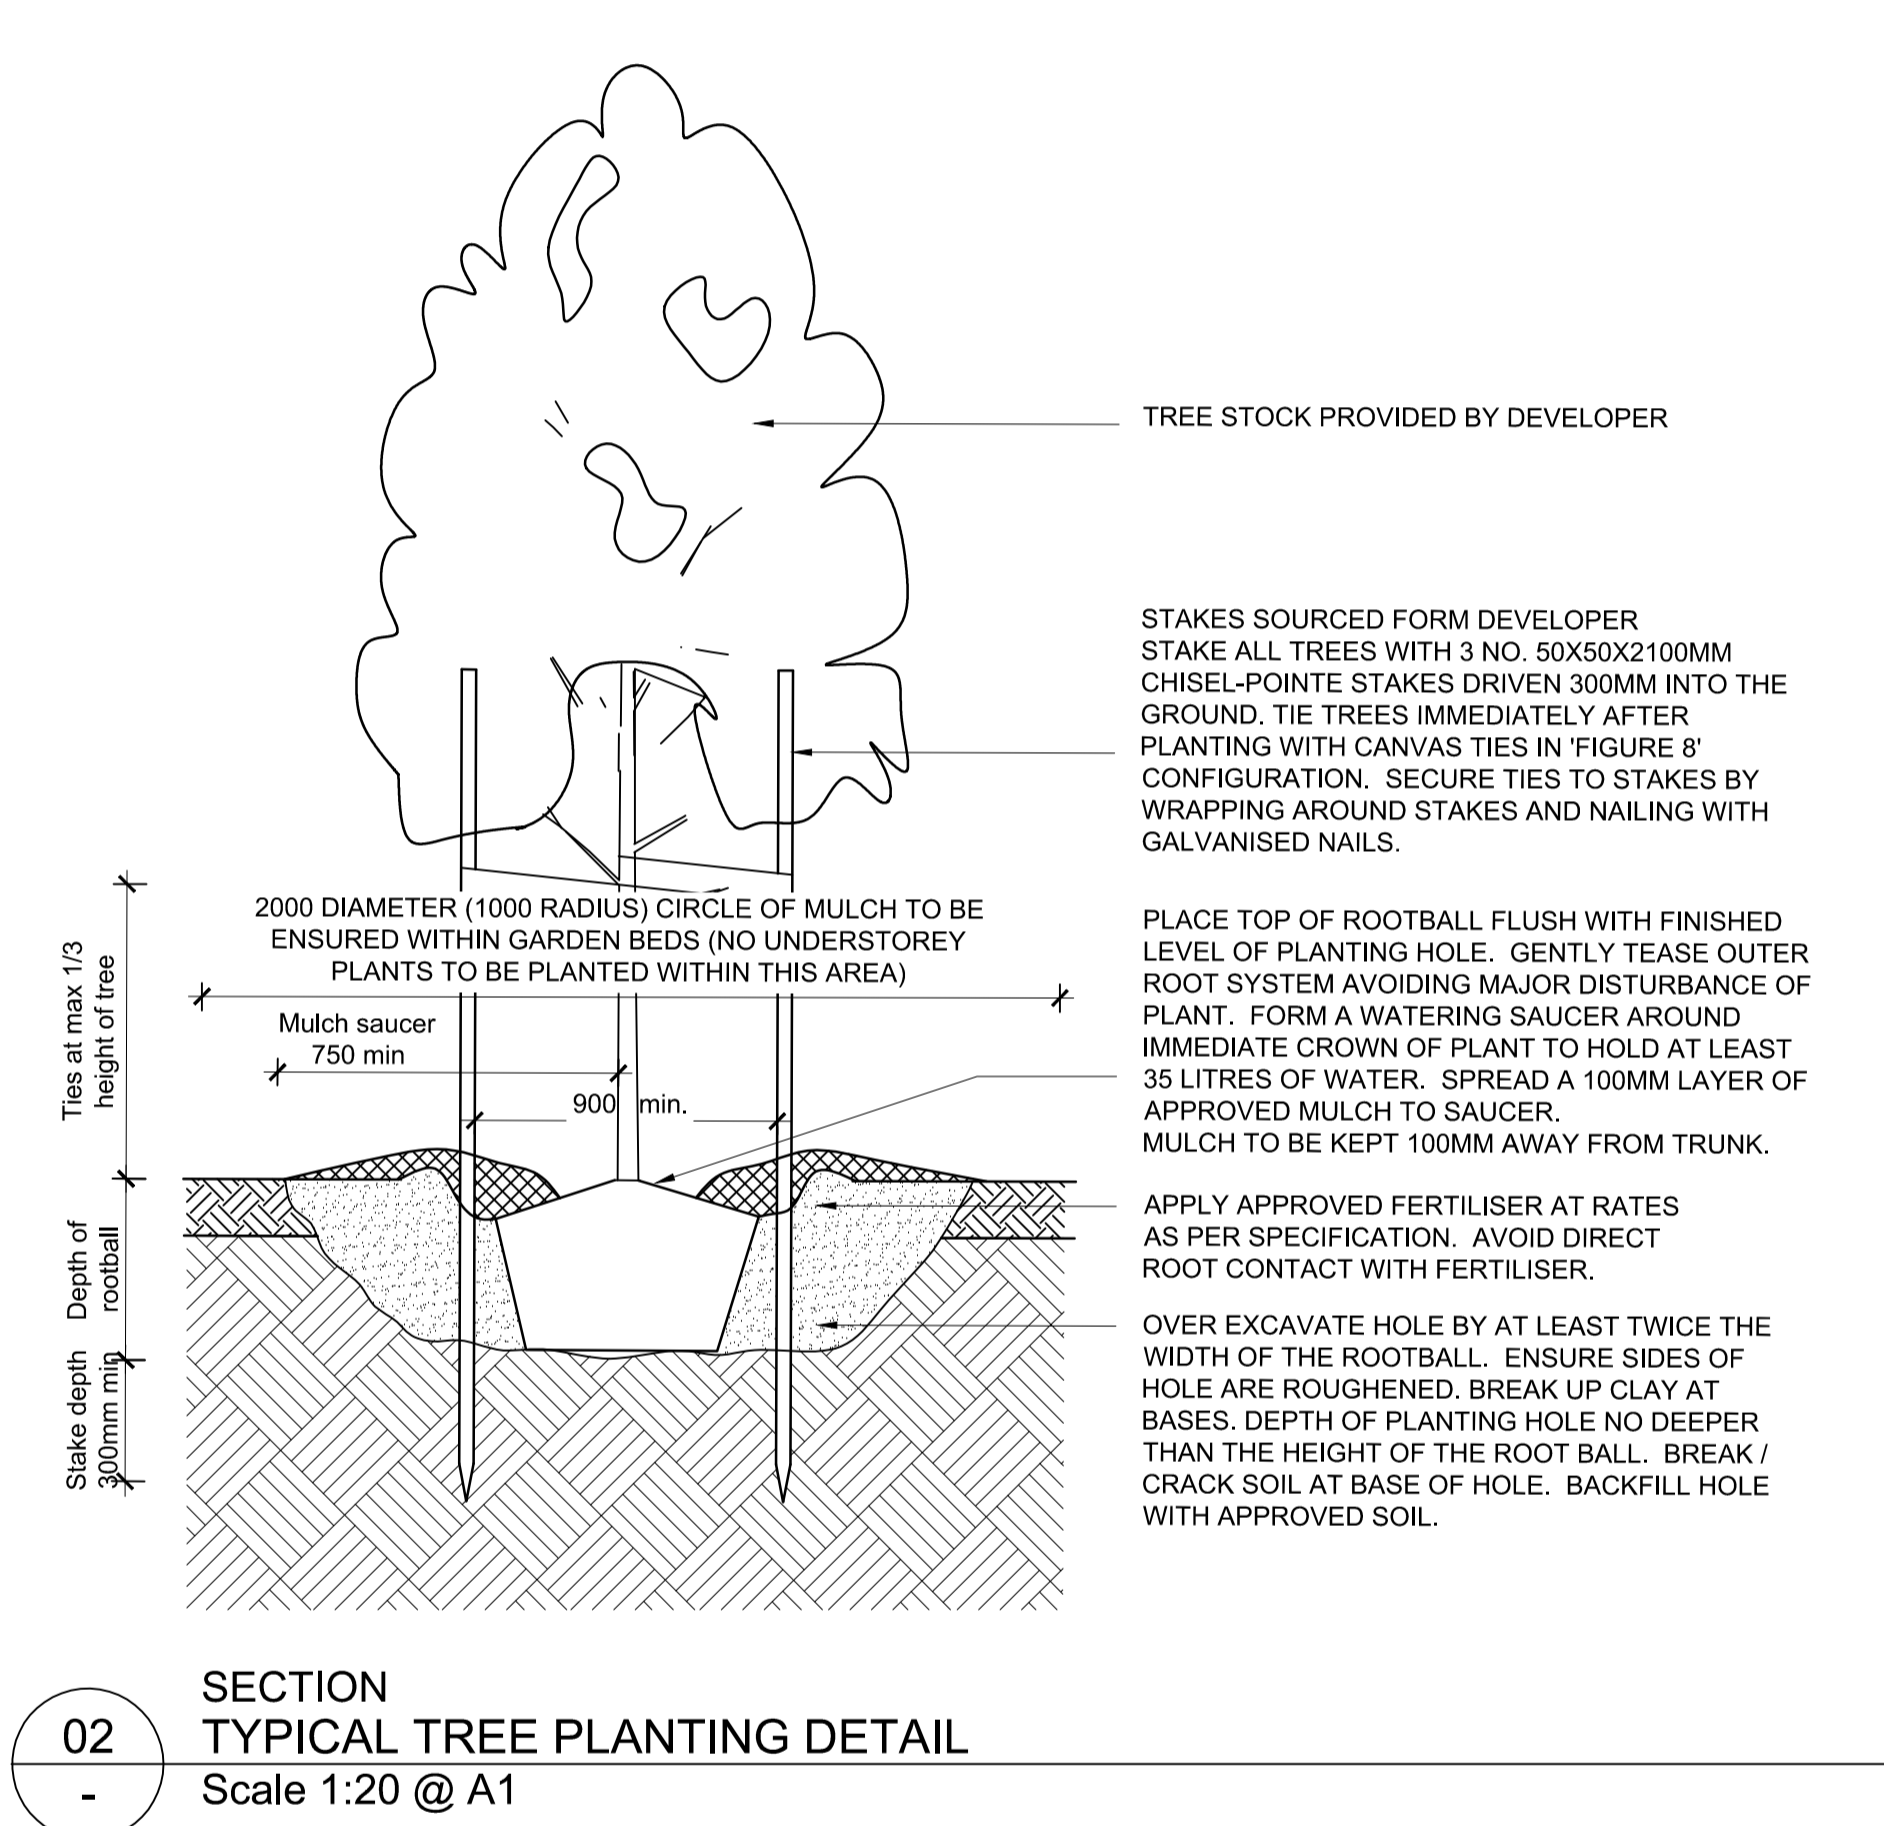 TREE STOCK PROVIDED BY DEVELOPER
STAKES SOURCED FORM DEVELOPER
STAKE ALL TREES WITH 3 NO. 50X50X2100MM
CHISEL-POINTE STAKES DRIVEN 300MM INTO THE
GROUND. TIE TREES IMMEDIATELY AFTER
PLANTING WITH CANVAS TIES IN 'FIGURE 8'
CONFIGURATION. SECURE TIES TO STAKES BY
WRAPPING AROUND STAKES AND NAILING WITH
GALVANISED NAILS.
2000 DIAMETER (1000 RADIUS) CIRCLE OF MULCH TO BE
ENSURED WITHIN GARDEN BEDS (NO UNDERSTOREY
PLANTS TO BE PLANTED WITHIN THIS AREA)
Ties at max 1/3
height of tree
Mulch saucer
750 min
900 min.
PLACE TOP OF ROOTBALL FLUSH WITH FINISHED
LEVEL OF PLANTING HOLE. GENTLY TEASE OUTER
ROOT SYSTEM AVOIDING MAJOR DISTURBANCE OF
PLANT. FORM A WATERING SAUCER AROUND
IMMEDIATE CROWN OF PLANT TO HOLD AT LEAST
35 LITRES OF WATER. SPREAD A 100MM LAYER OF
APPROVED MULCH TO SAUCER.
MULCH TO BE KEPT 100MM AWAY FROM TRUNK.
Depth of
rootball
APPLY APPROVED FERTILISER AT RATES
AS PER SPECIFICATION. AVOID DIRECT
ROOT CONTACT WITH FERTILISER.
Stake depth
300mm min
OVER EXCAVATE HOLE BY AT LEAST TWICE THE
WIDTH OF THE ROOTBALL. ENSURE SIDES OF
HOLE ARE ROUGHENED. BREAK UP CLAY AT
BASES. DEPTH OF PLANTING HOLE NO DEEPER
THAN THE HEIGHT OF THE ROOT BALL. BREAK /
CRACK SOIL AT BASE OF HOLE. BACKFILL HOLE
WITH APPROVED SOIL.
02
-
SECTION
TYPICAL TREE PLANTING DETAIL
Scale 1:20 @ A1